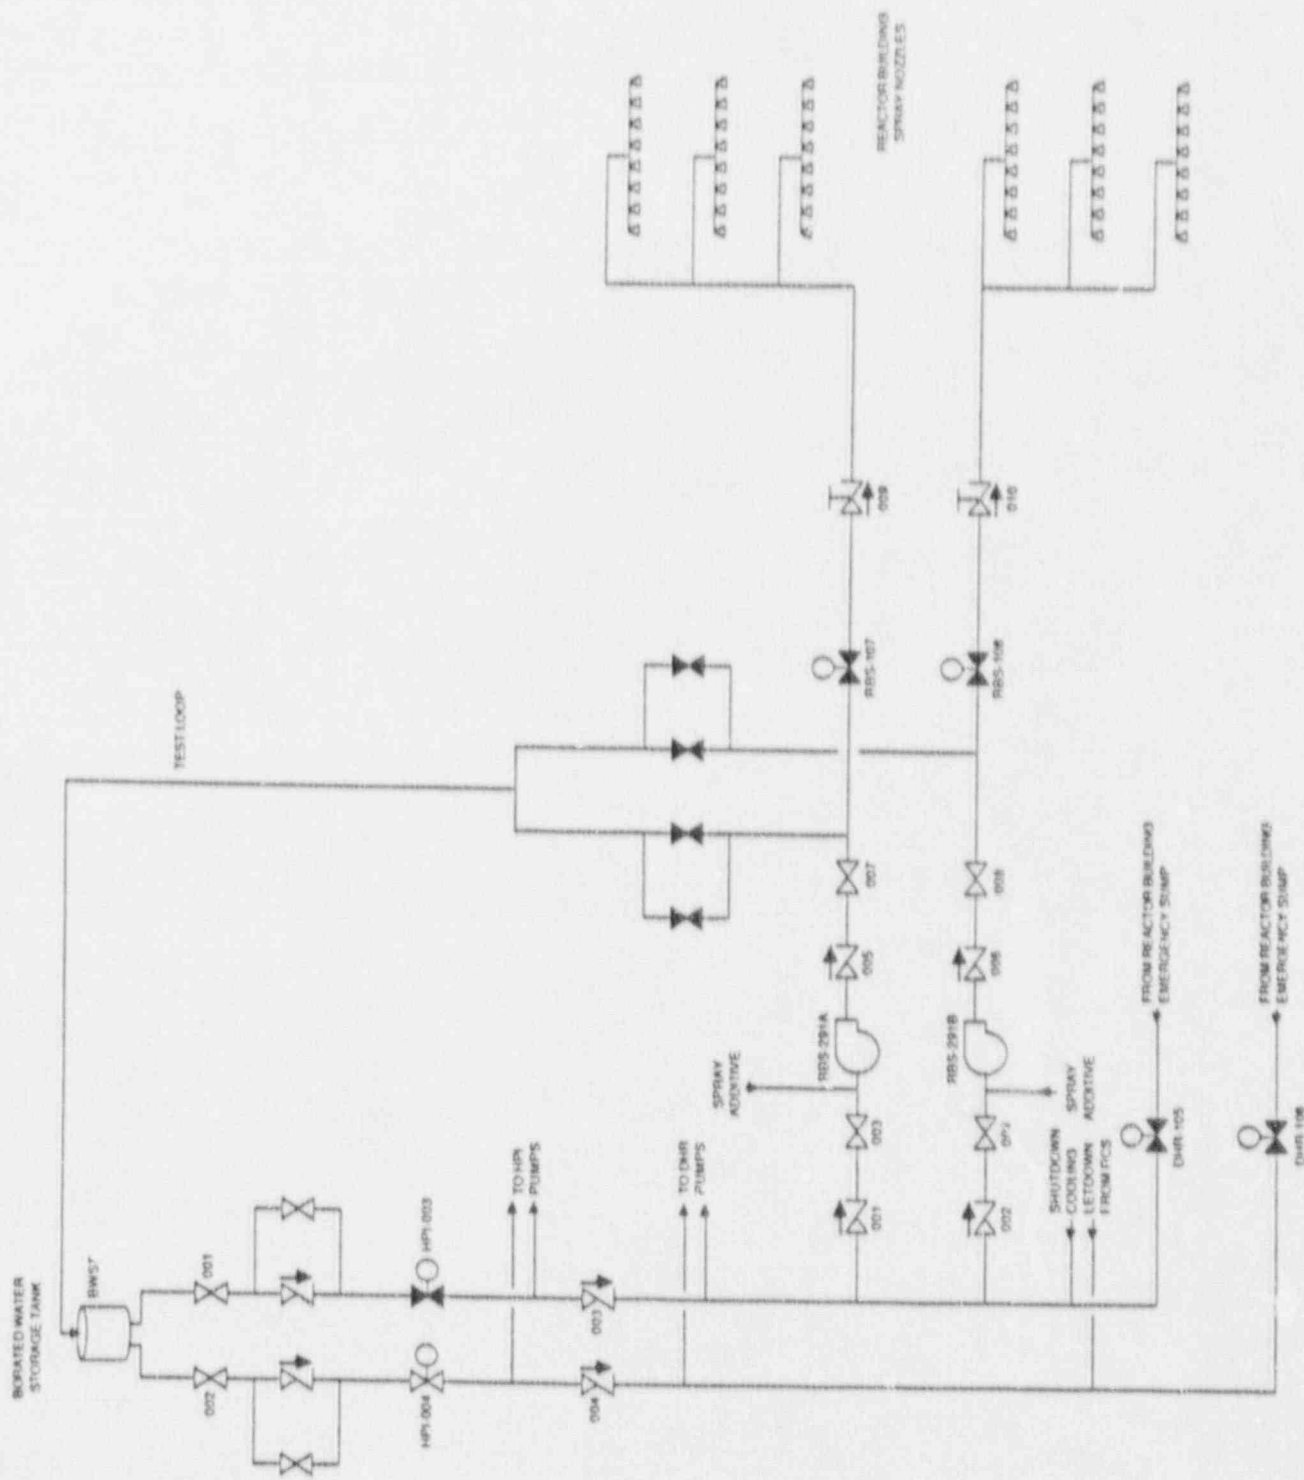 BORATED WATER
STORAGE TANK
BWST
TEST LOOP
REACTOR BUILDING
SPRAY NOZZLES
001
002
HPI-003
HPI-004
TO HPI
PUMPS
003
004
TO DHR
PUMPS
SPRAY
ADDITIVE
RBS-291A
001
003
005
007
RBS-107
009
RBS-291B
002
006
008
RBS-108
010
SPRAY
ADDITIVE
SHUTDOWN
COOLING
LETDOWN
FROM RCS
FROM REACTOR BUILDING
EMERGENCY SUMP
DHR-105
FROM REACTOR BUILDING
EMERGENCY SUMP
DHR-106